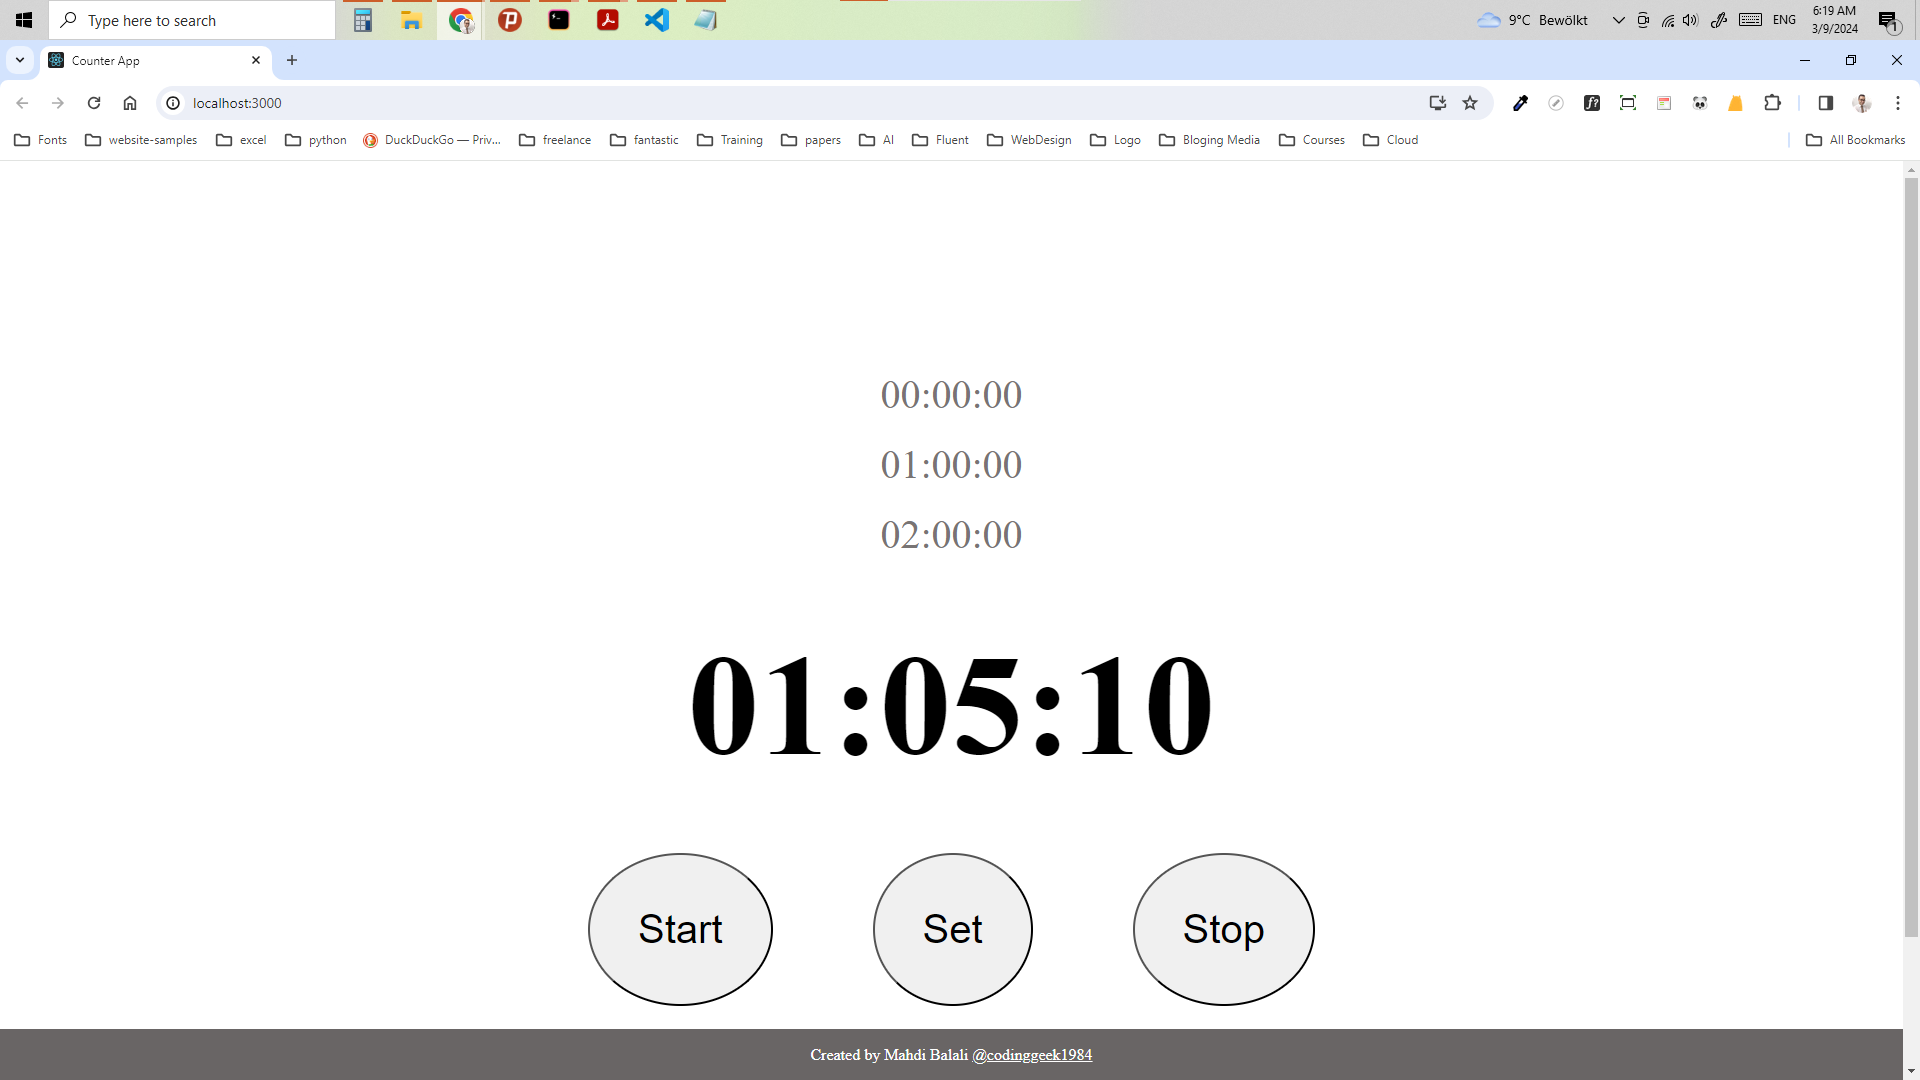 Type here to search
9°C Bewölkt
ENG
6:19 AM
3/9/2024
1
Counter App
localhost:3000
f?
Fonts
website-samples
excel
python
DuckDuckGo — Priv...
freelance
fantastic
Training
papers
AI
Fluent
WebDesign
Logo
Bloging Media
Courses
Cloud
All Bookmarks
00:00:00
01:00:00
02:00:00
01:05:10
Start
Set
Stop
Created by Mahdi Balali @codinggeek1984